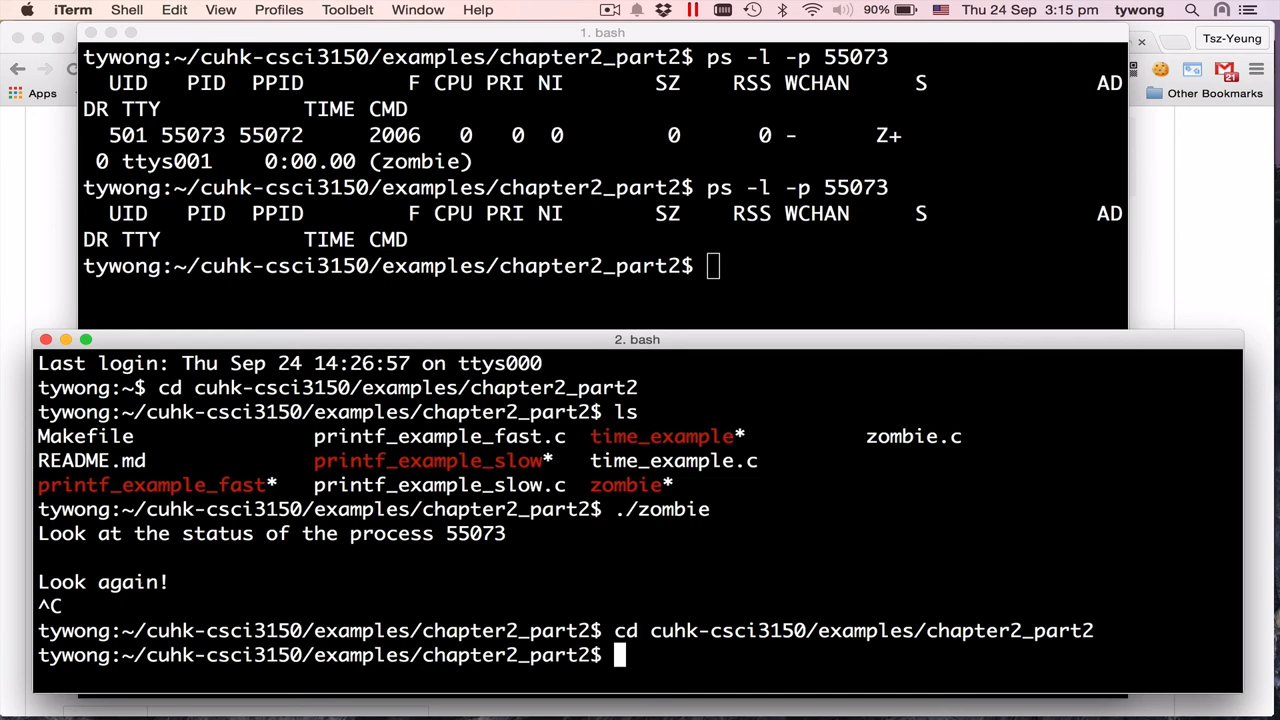 iTerm Shell Edit View Profiles Toolbelt Window Help 90% Thu 24 Sep 3:15 pm tywong
1. bash
Tsz-Yeung
Apps
21
Other Bookmarks
tywong:~/cuhk-csci3150/examples/chapter2_part2$ ps -l -p 55073
UID PID PPID F CPU PRI NI SZ RSS WCHAN S AD
DR TTY TIME CMD
501 55073 55072 2006 0 0 0 0 0 - Z+
0 ttys001 0:00.00 (zombie)
tywong:~/cuhk-csci3150/examples/chapter2_part2$ ps -l -p 55073
UID PID PPID F CPU PRI NI SZ RSS WCHAN S AD
DR TTY TIME CMD
tywong:~/cuhk-csci3150/examples/chapter2_part2$
2. bash
Last login: Thu Sep 24 14:26:57 on ttys000
tywong:~$ cd cuhk-csci3150/examples/chapter2_part2
tywong:~/cuhk-csci3150/examples/chapter2_part2$ ls
Makefile printf_example_fast.c time_example* zombie.c
README.md printf_example_slow* time_example.c
printf_example_fast* printf_example_slow.c zombie*
tywong:~/cuhk-csci3150/examples/chapter2_part2$ ./zombie
Look at the status of the process 55073
Look again!
^C
tywong:~/cuhk-csci3150/examples/chapter2_part2$ cd cuhk-csci3150/examples/chapter2_part2
tywong:~/cuhk-csci3150/examples/chapter2_part2$